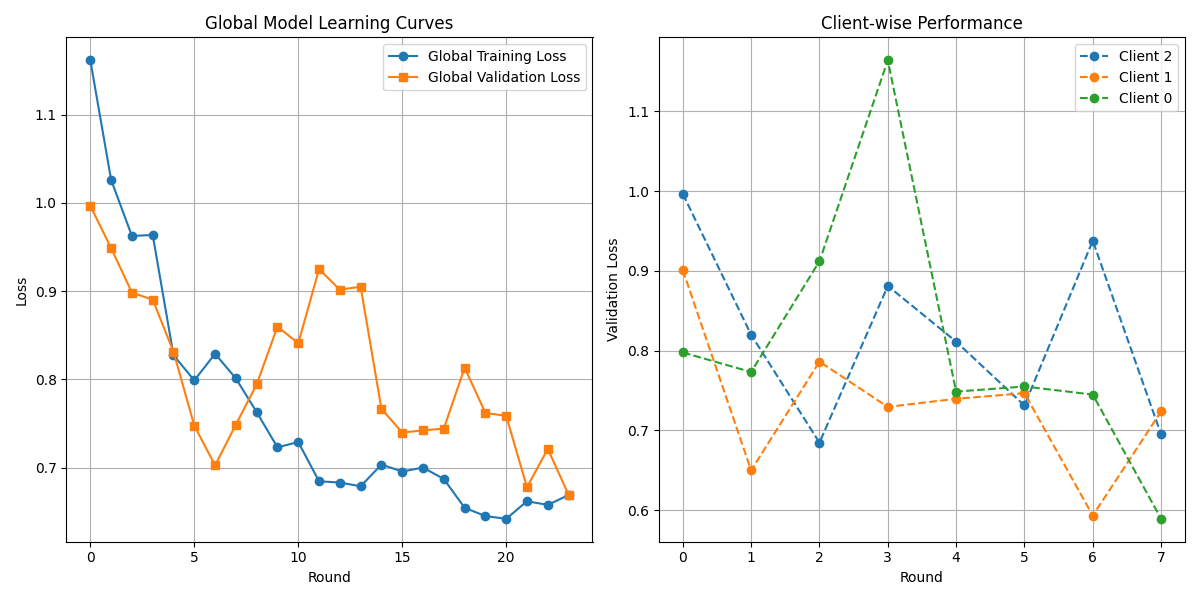 Global Model Learning Curves
Global Training Loss
Global Validation Loss
Loss
1.1
1.0
0.9
0.8
0.7
0 5 10 15 20
Round
Client-wise Performance
Client 2
Client 1
Client 0
Validation Loss
1.1
1.0
0.9
0.8
0.7
0.6
0 1 2 3 4 5 6 7
Round